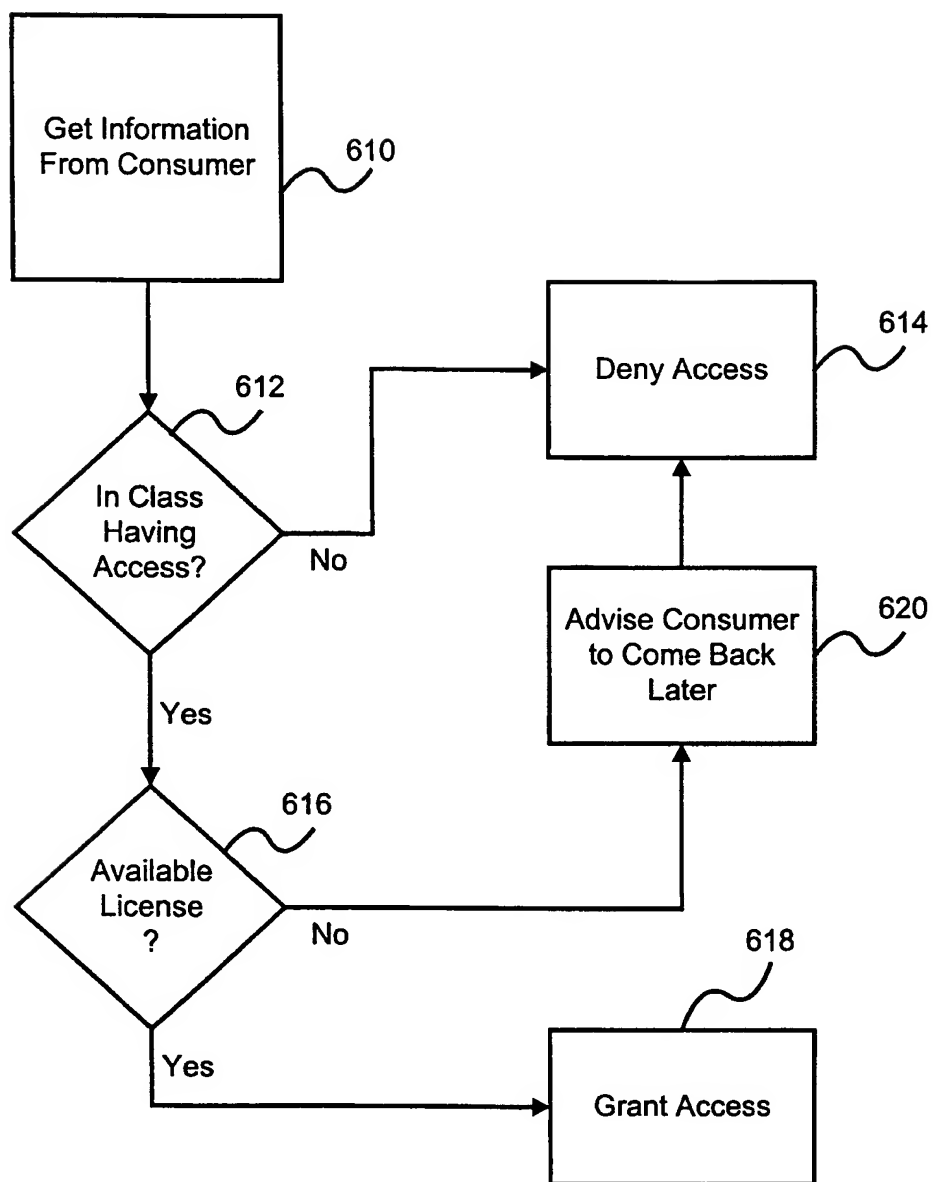 Get Information
From Consumer
610
612
In Class
Having
Access?
No
Yes
Deny Access
614
Advise Consumer
to Come Back
Later
620
616
Available
License
?
No
Yes
618
Grant Access